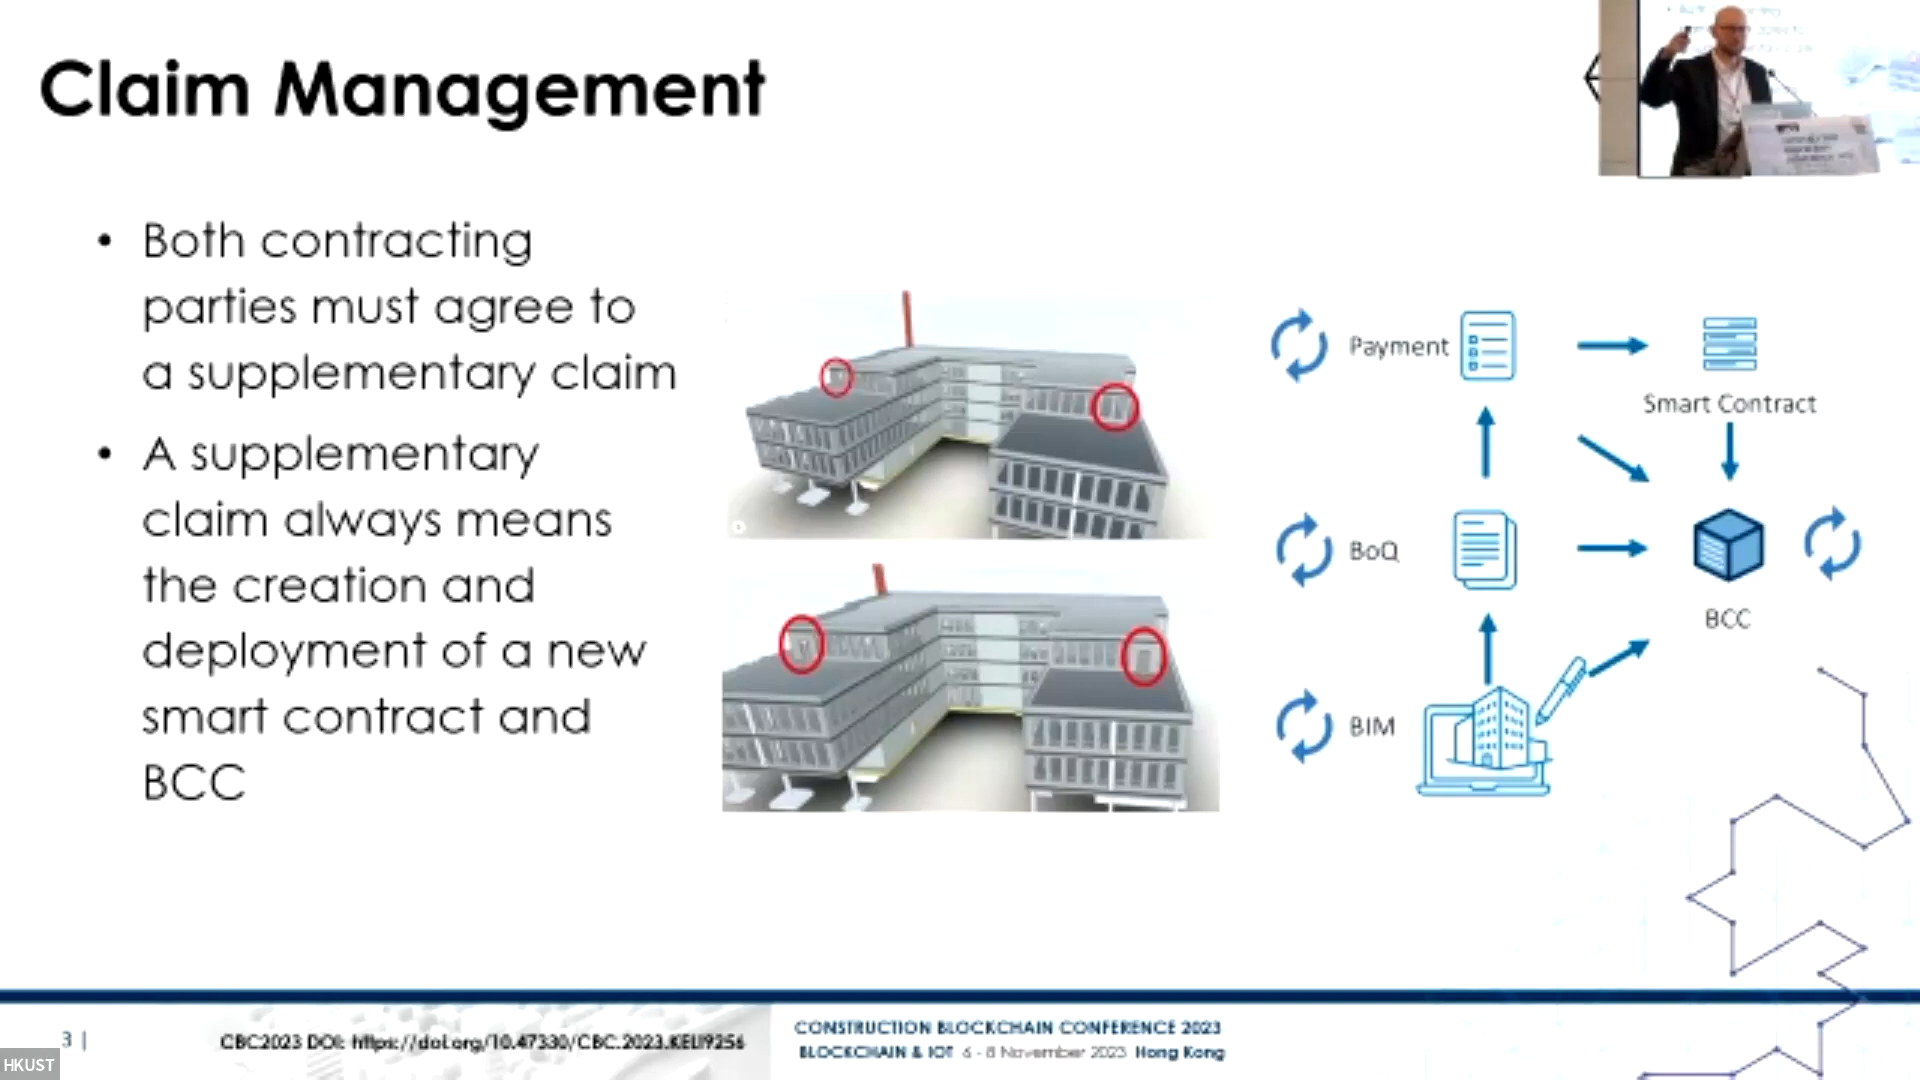 Claim Management
• Both contracting
parties must agree to
a supplementary claim
• A supplementary
claim always means
the creation and
deployment of a new
smart contract and
BCC
Payment
Smart Contract
BoQ
BCC
BIM
3 |
CBC2023 DOI: https://doi.org/10.47330/CBC.2023.KELI9256
CONSTRUCTION BLOCKCHAIN CONFERENCE 2023
BLOCKCHAIN & IOT 6 - 8 November 2023 Hong Kong
HKUST